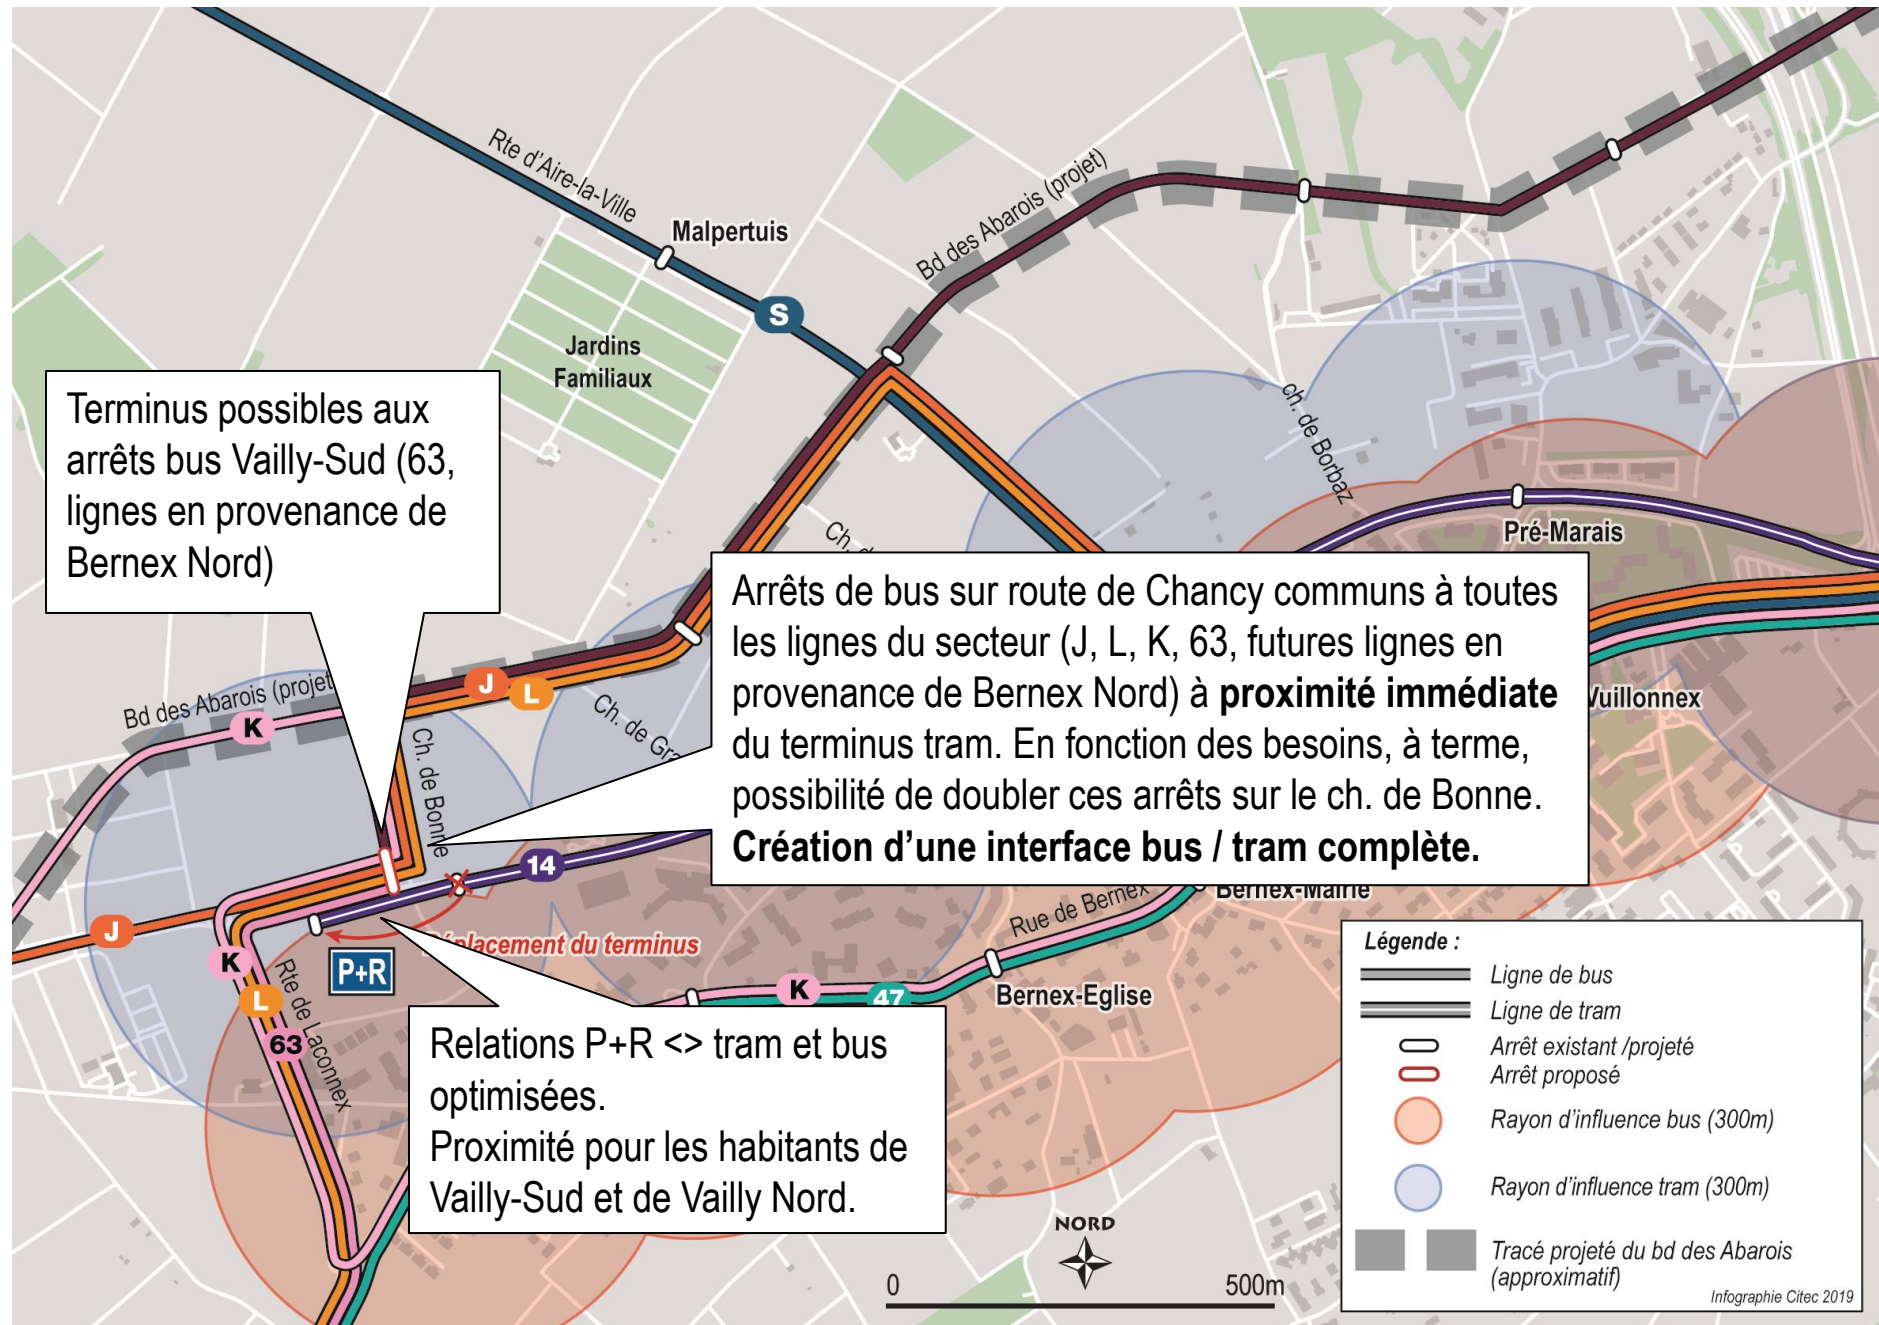 Rte d'Aire-la-Ville
Malpertuis
S
Bd des Abarois (projet)
Jardins
Familiaux
ch. de Borbaz
Pré-Marais
Terminus possibles aux
arrêts bus Vailly-Sud (63,
lignes en provenance de
Bernex Nord)
Ch.
Arrêts de bus sur route de Chancy communs à toutes
les lignes du secteur (J, L, K, 63, futures lignes en
provenance de Bernex Nord) à proximité immédiate
du terminus tram. En fonction des besoins, à terme,
possibilité de doubler ces arrêts sur le ch. de Bonne.
Création d'une interface bus / tram complète.
Vuillonnex
Bd des Abarois (projet
K
J
L
Ch. de Gra
Ch. de Bonne
14
J
K
L
63
P+R
Déplacement du terminus
Rte de Laconnex
Rue de Bernex
Bernex-Mairie
K
47
Bernex-Eglise
Relations P+R <> tram et bus
optimisées.
Proximité pour les habitants de
Vailly-Sud et de Vailly Nord.
NORD
0 500m
Légende :
Ligne de bus
Ligne de tram
Arrêt existant /projeté
Arrêt proposé
Rayon d'influence bus (300m)
Rayon d'influence tram (300m)
Tracé projeté du bd des Abarois
(approximatif)
Infographie Citec 2019